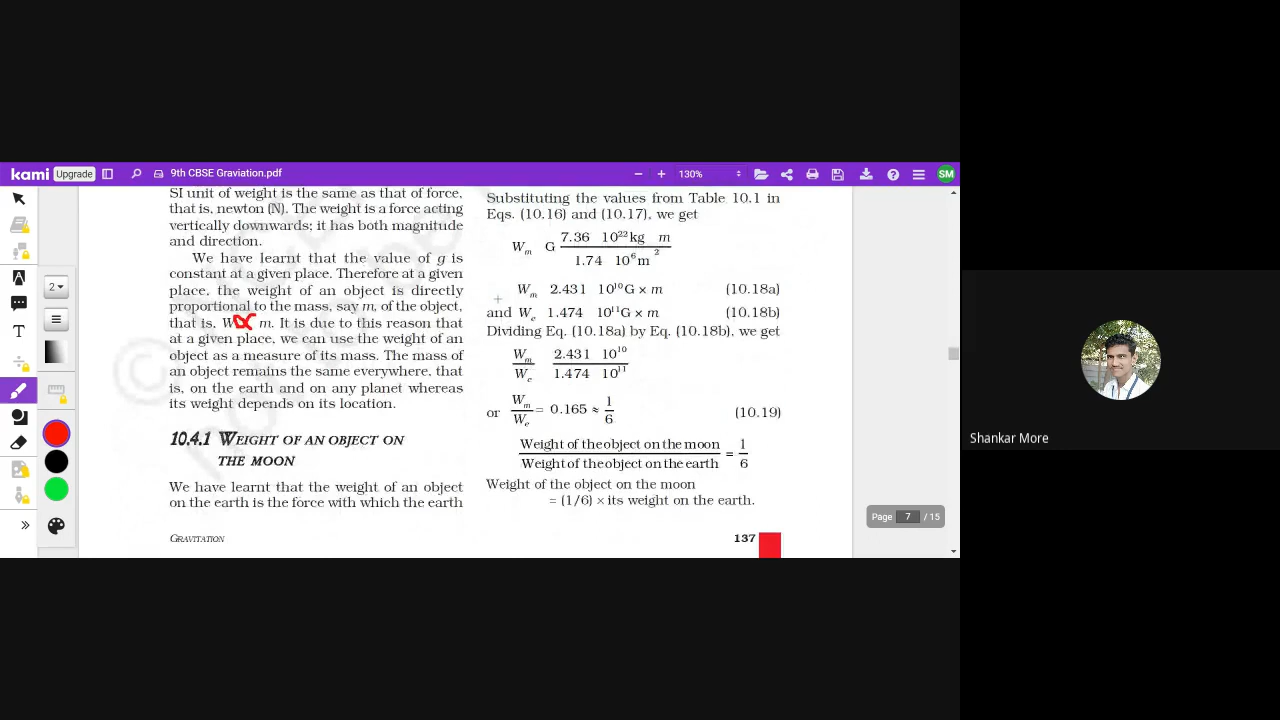 kami Upgrade 9th CBSE Graviation.pdf 130% SM
SI unit of weight is the same as that of force,
that is, newton (N). The weight is a force acting
vertically downwards; it has both magnitude
and direction.
We have learnt that the value of g is
constant at a given place. Therefore at a given
place, the weight of an object is directly
proportional to the mass, say m, of the object,
that is, W ∝ m. It is due to this reason that
at a given place, we can use the weight of an
object as a measure of its mass. The mass of
an object remains the same everywhere, that
is, on the earth and on any planet whereas
its weight depends on its location.
10.4.1 WEIGHT OF AN OBJECT ON
THE MOON
We have learnt that the weight of an object
on the earth is the force with which the earth
Substituting the values from Table 10.1 in
Eqs. (10.16) and (10.17), we get
Wm G 7.36 10²² kg m
1.74 10⁶ m ²
Wm 2.431 10¹⁰ G × m (10.18a)
and We 1.474 10¹¹ G × m (10.18b)
Dividing Eq. (10.18a) by Eq. (10.18b), we get
Wm 2.431 10¹⁰
We 1.474 10¹¹
or Wm/We = 0.165 ≈ 1/6 (10.19)
Weight of the object on the moon
Weight of the object on the earth = 1/6
Weight of the object on the moon
= (1/6) × its weight on the earth.
GRAVITATION 137
Page 7 / 15
2
T
Shankar More